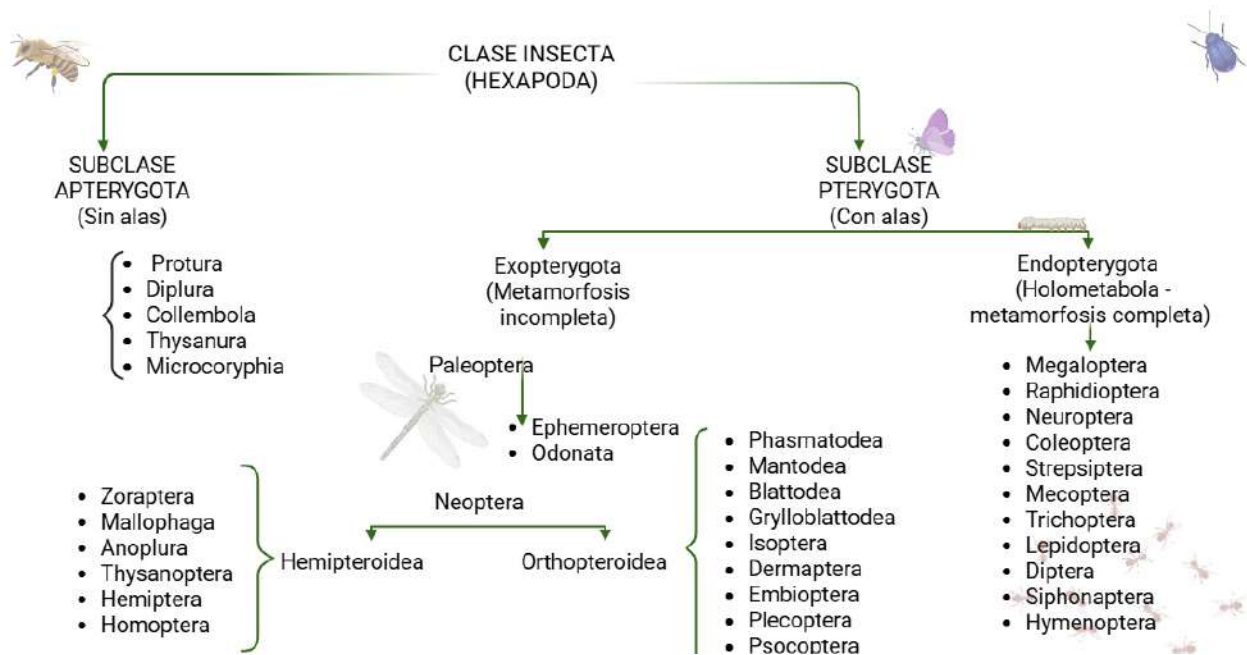 CLASE INSECTA
(HEXAPODA)
SUBCLASE
APTERYGOTA
(Sin alas)
• Protura
• Diplura
• Collembola
• Thysanura
• Microcoryphia
SUBCLASE
PTERYGOTA
(Con alas)
Exopterygota
(Metamorfosis
incompleta)
Paleoptera
• Ephemeroptera
• Odonata
Neoptera
Hemipteroidea
• Zoraptera
• Mallophaga
• Anoplura
• Thysanoptera
• Hemiptera
• Homoptera
Orthopteroidea
• Phasmatodea
• Mantodea
• Blattodea
• Grylloblattodea
• Isoptera
• Dermaptera
• Embioptera
• Plecoptera
• Psocoptera
Endopterygota
(Holometabola -
metamorfosis completa)
• Megaloptera
• Raphidioptera
• Neuroptera
• Coleoptera
• Strepsiptera
• Mecoptera
• Trichoptera
• Lepidoptera
• Diptera
• Siphonaptera
• Hymenoptera